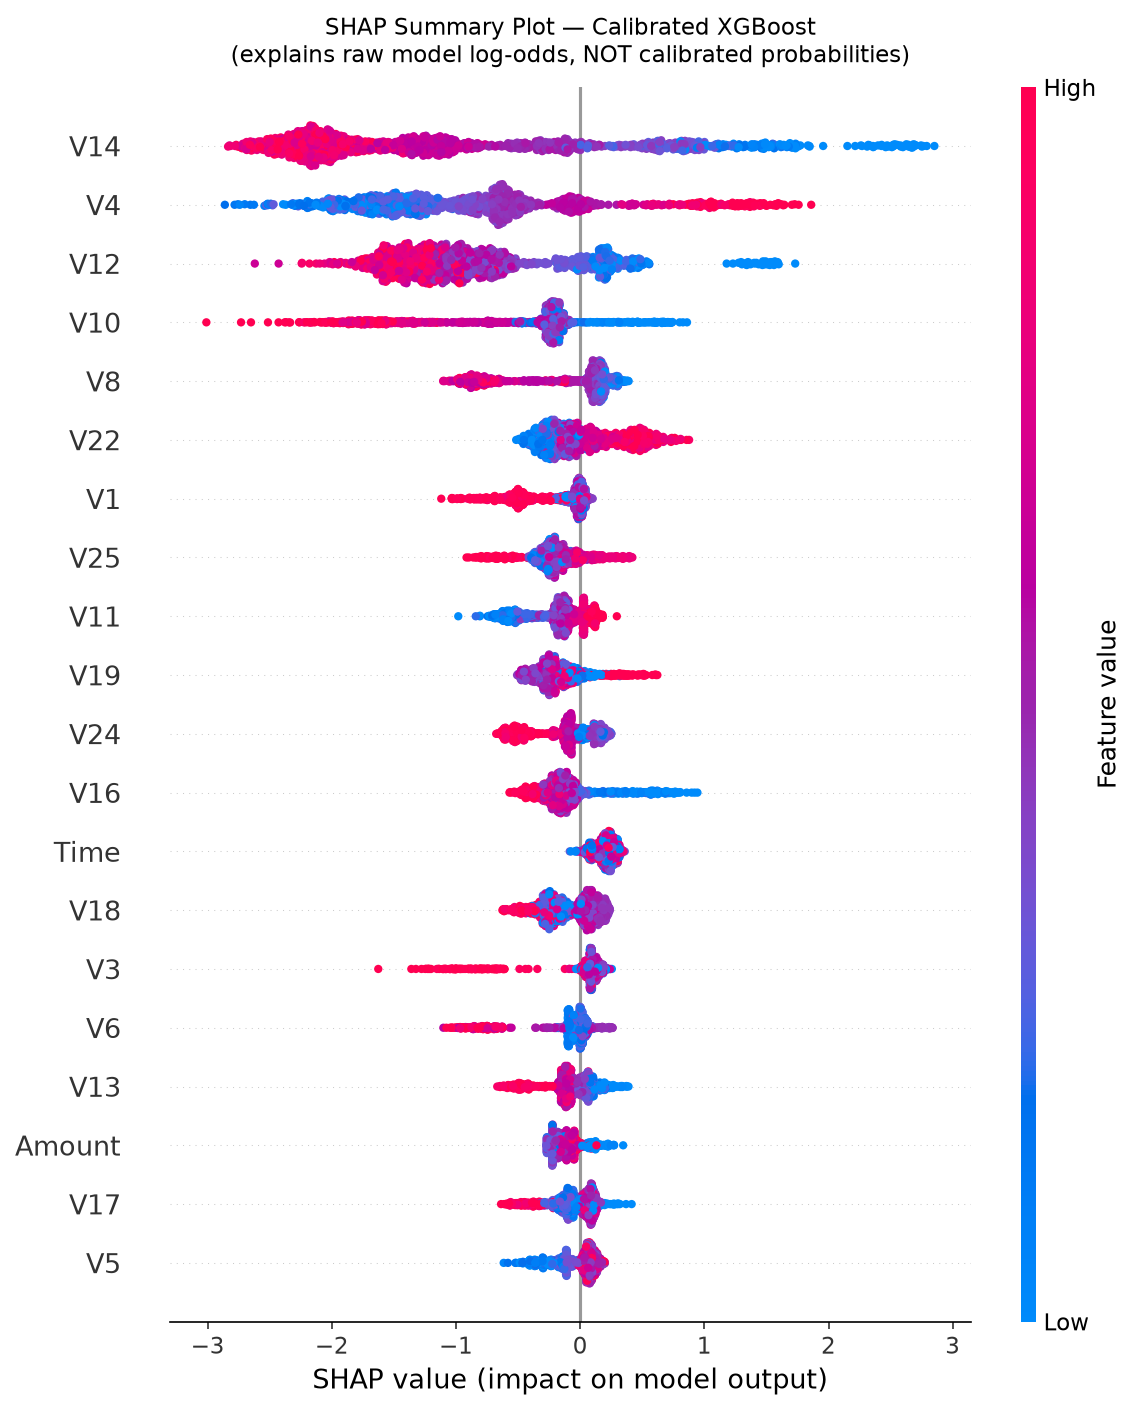 SHAP Summary Plot — Calibrated XGBoost
(explains raw model log-odds, NOT calibrated probabilities)
High
V14
V4
V12
V10
V8
V22
V1
V25
V11
V19
V24
V16
Time
V18
V3
V6
V13
Amount
V17
V5
Feature value
Low
−3 −2 −1 0 1 2 3
SHAP value (impact on model output)